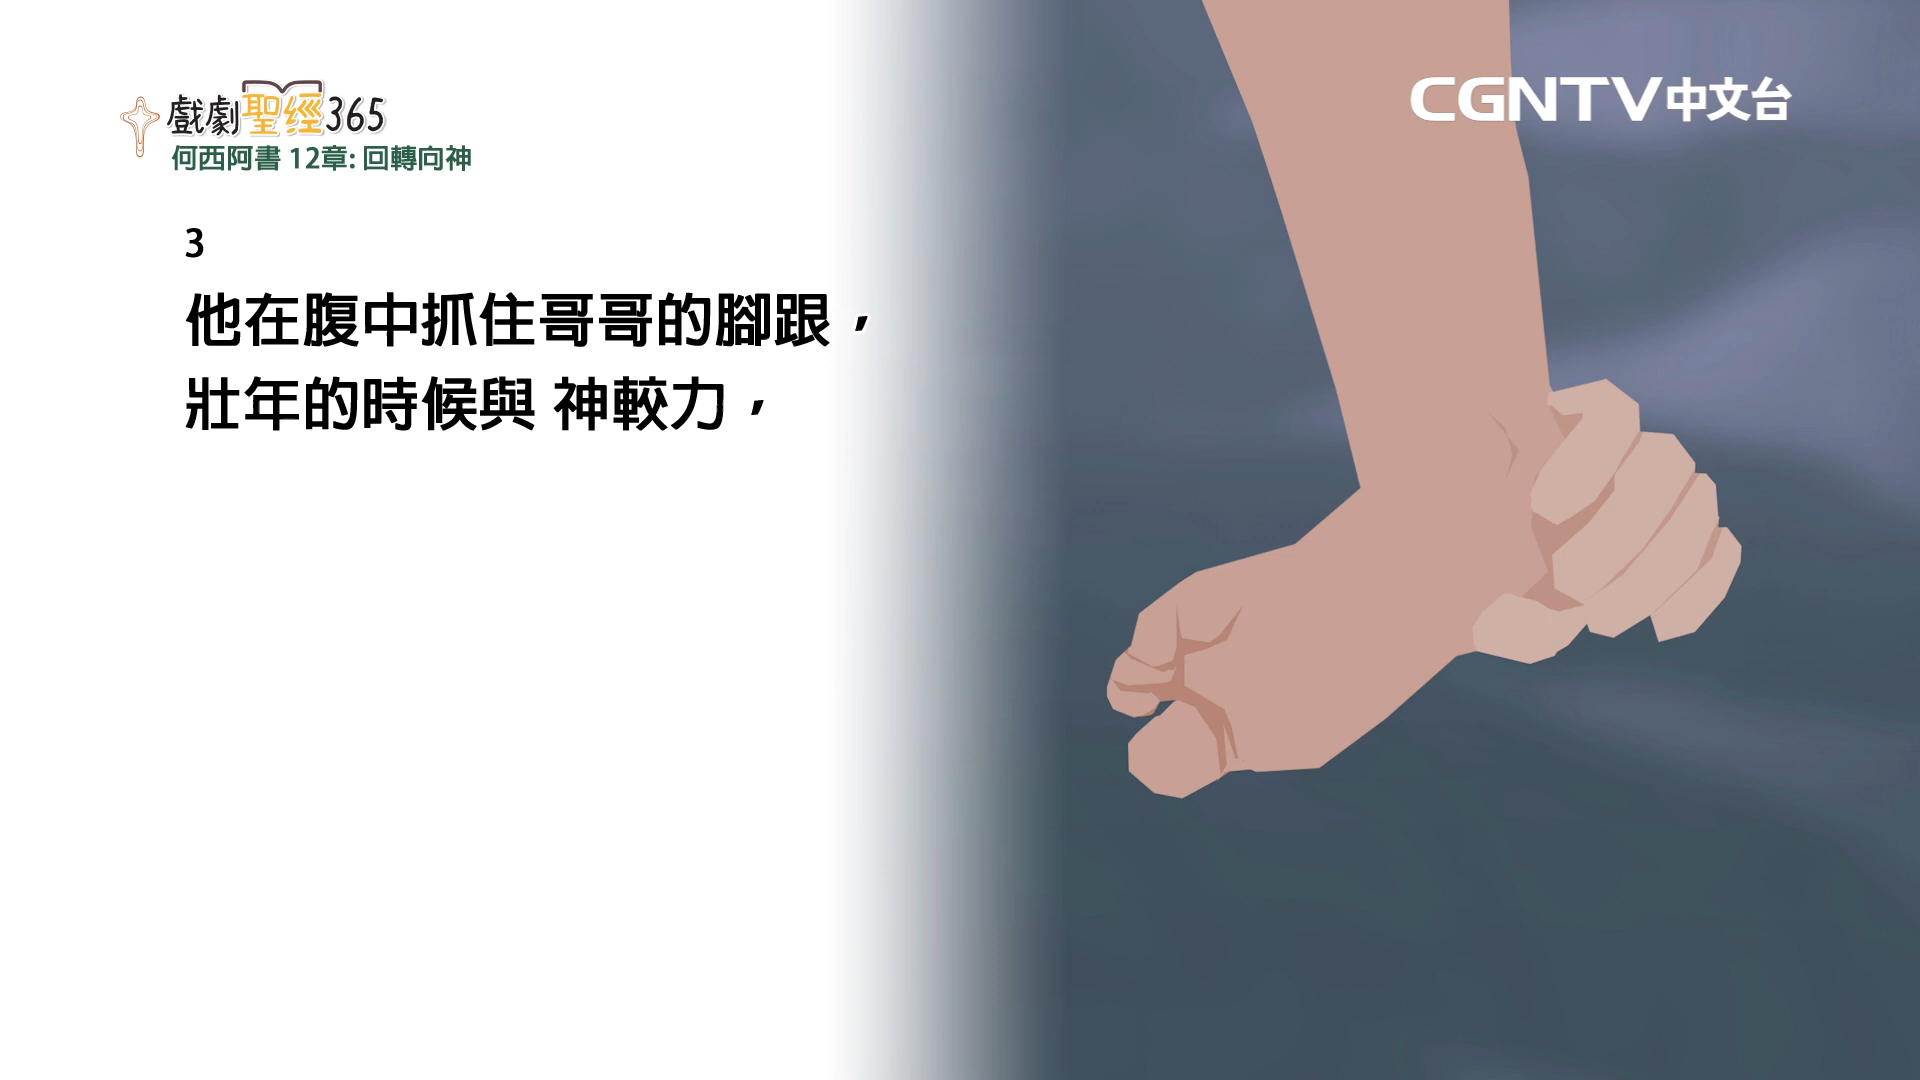 戲劇聖經365
何西阿書 12章: 回轉向神
CGNTV中文台
3
他在腹中抓住哥哥的腳跟，
壯年的時候與 神較力，